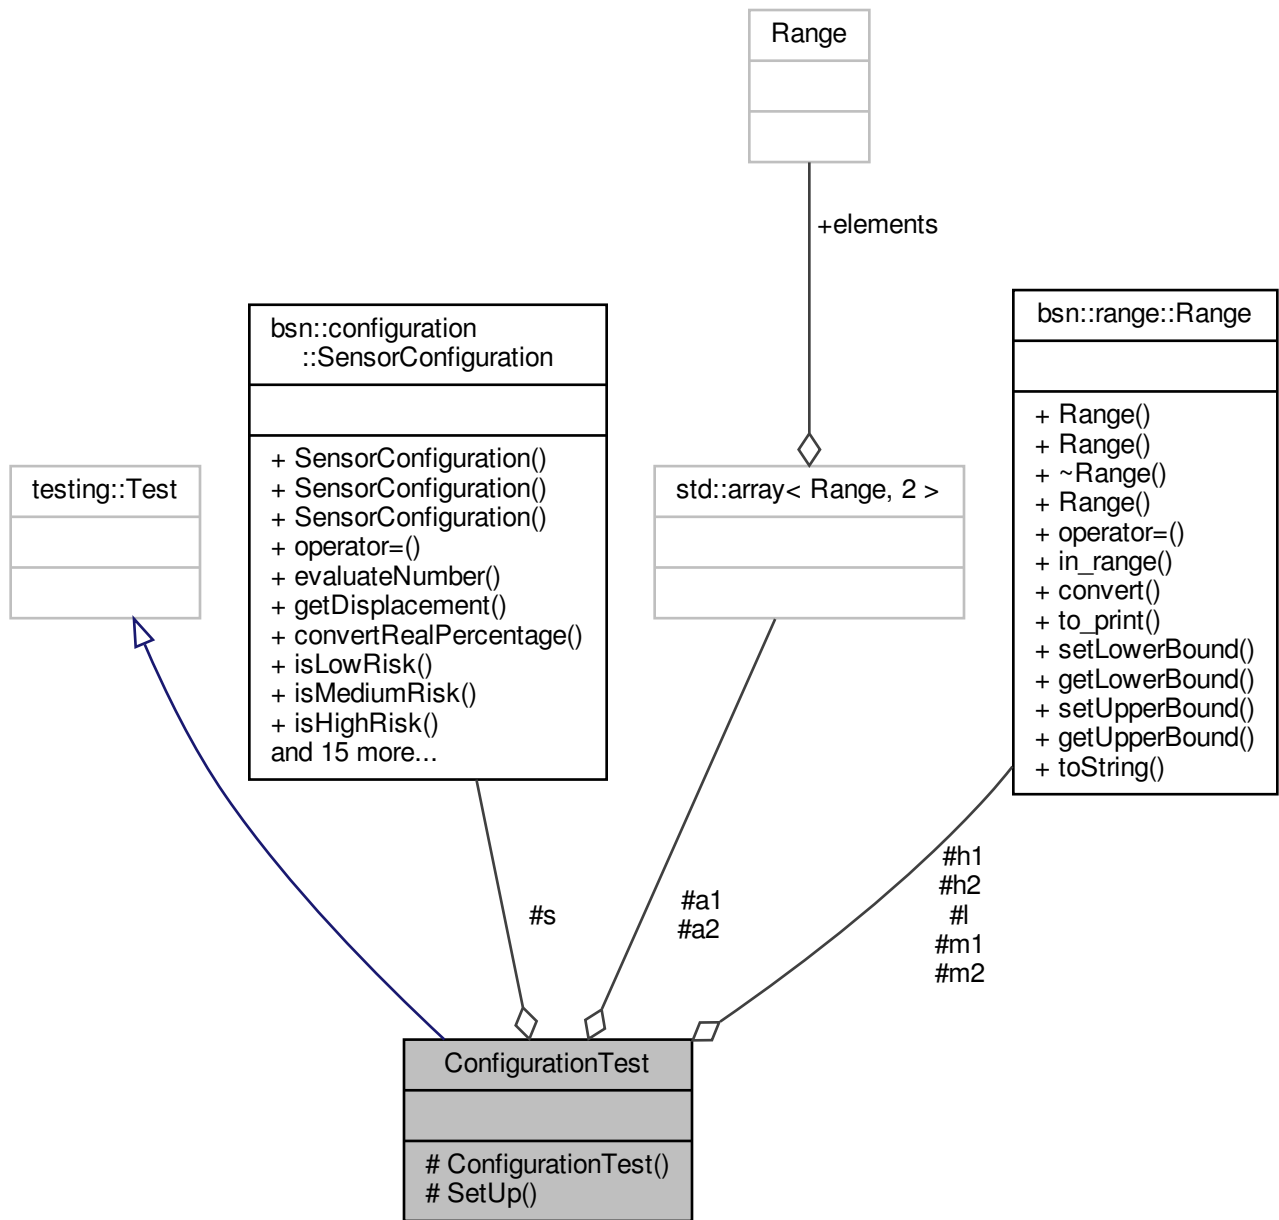 Range
+elements
bsn::configuration
::SensorConfiguration
+ SensorConfiguration()
+ SensorConfiguration()
+ SensorConfiguration()
+ operator=()
+ evaluateNumber()
+ getDisplacement()
+ convertRealPercentage()
+ isLowRisk()
+ isMediumRisk()
+ isHighRisk()
and 15 more...
bsn::range::Range
+ Range()
+ Range()
+ ~Range()
+ Range()
+ operator=()
+ in_range()
+ convert()
+ to_print()
+ setLowerBound()
+ getLowerBound()
+ setUpperBound()
+ getUpperBound()
+ toString()
testing::Test
std::array< Range, 2 >
#s
#a1
#a2
#h1
#h2
#l
#m1
#m2
ConfigurationTest
# ConfigurationTest()
# SetUp()